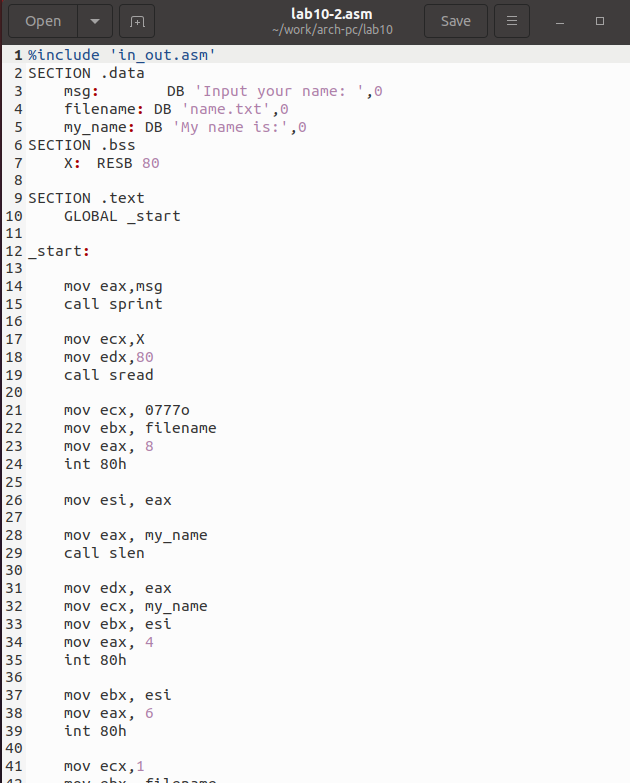 Open
lab10-2.asm
~/work/arch-pc/lab10
Save
1 %include 'in_out.asm'
2 SECTION .data
3     msg:        DB 'Input your name: ',0
4     filename: DB 'name.txt',0
5     my_name: DB 'My name is:',0
6 SECTION .bss
7     X:  RESB 80
8
9 SECTION .text
10     GLOBAL _start
11
12 _start:
13
14     mov eax,msg
15     call sprint
16
17     mov ecx,X
18     mov edx,80
19     call sread
20
21     mov ecx, 0777o
22     mov ebx, filename
23     mov eax, 8
24     int 80h
25
26     mov esi, eax
27
28     mov eax, my_name
29     call slen
30
31     mov edx, eax
32     mov ecx, my_name
33     mov ebx, esi
34     mov eax, 4
35     int 80h
36
37     mov ebx, esi
38     mov eax, 6
39     int 80h
40
41     mov ecx,1
42     mov ebx, filename